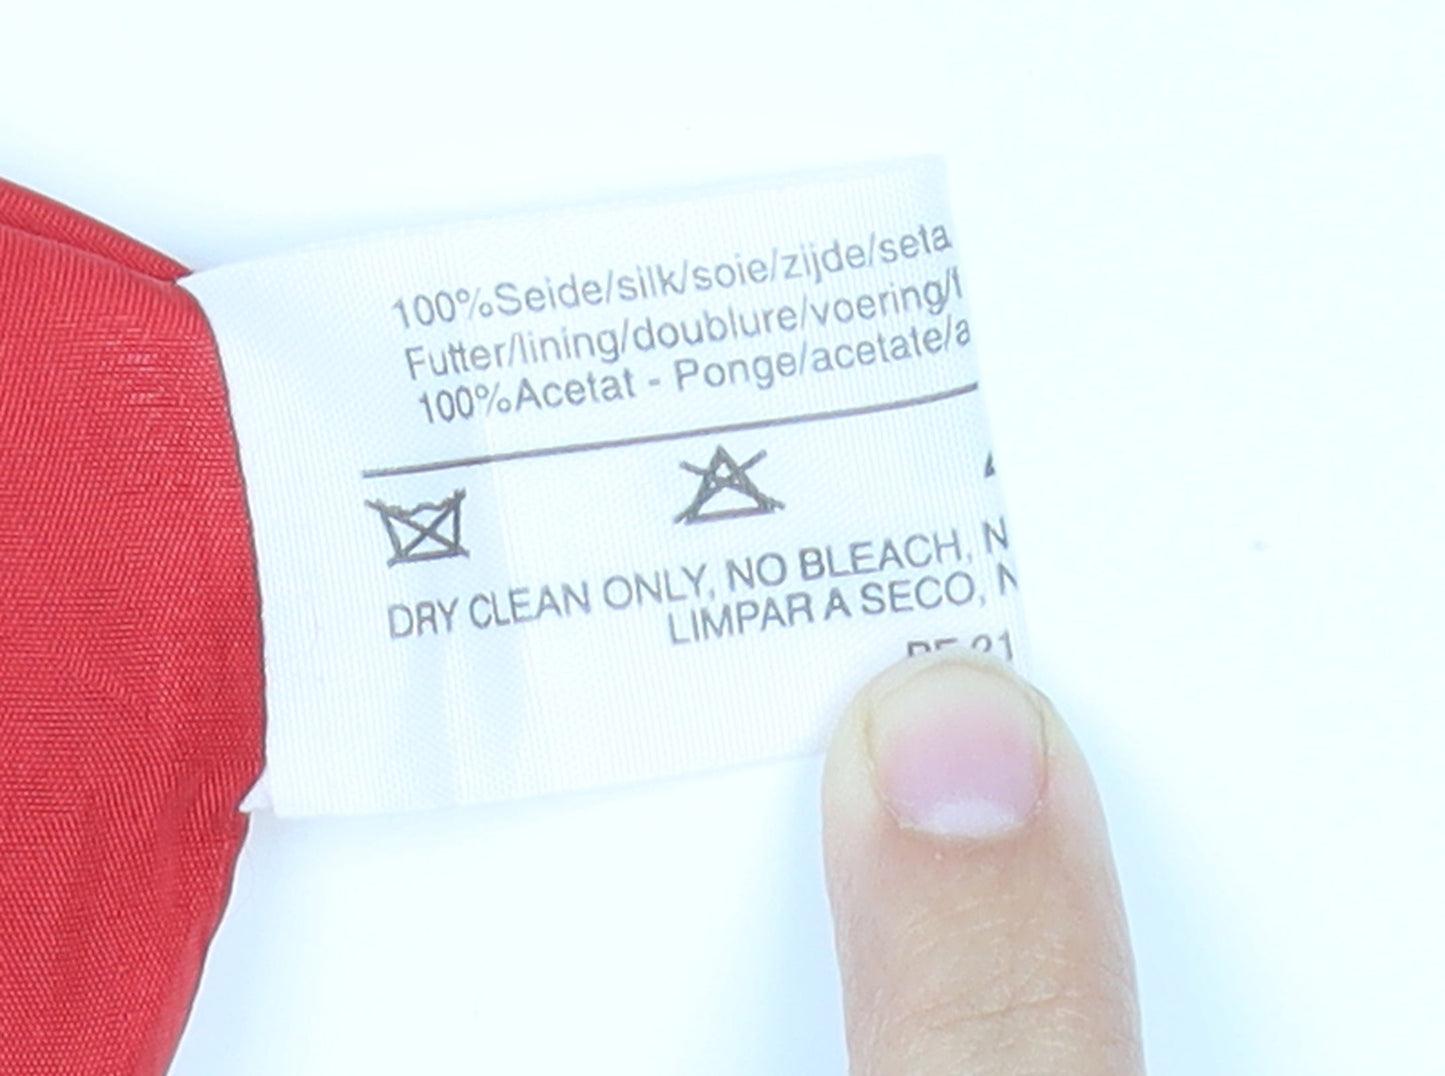 100%Seide/silk/soie/zijde/seta
Futter/lining/doublure/voering/
100%Acetat - Ponge/acetate/a
DRY CLEAN ONLY, NO BLEACH, N
LIMPAR A SECO, N
21